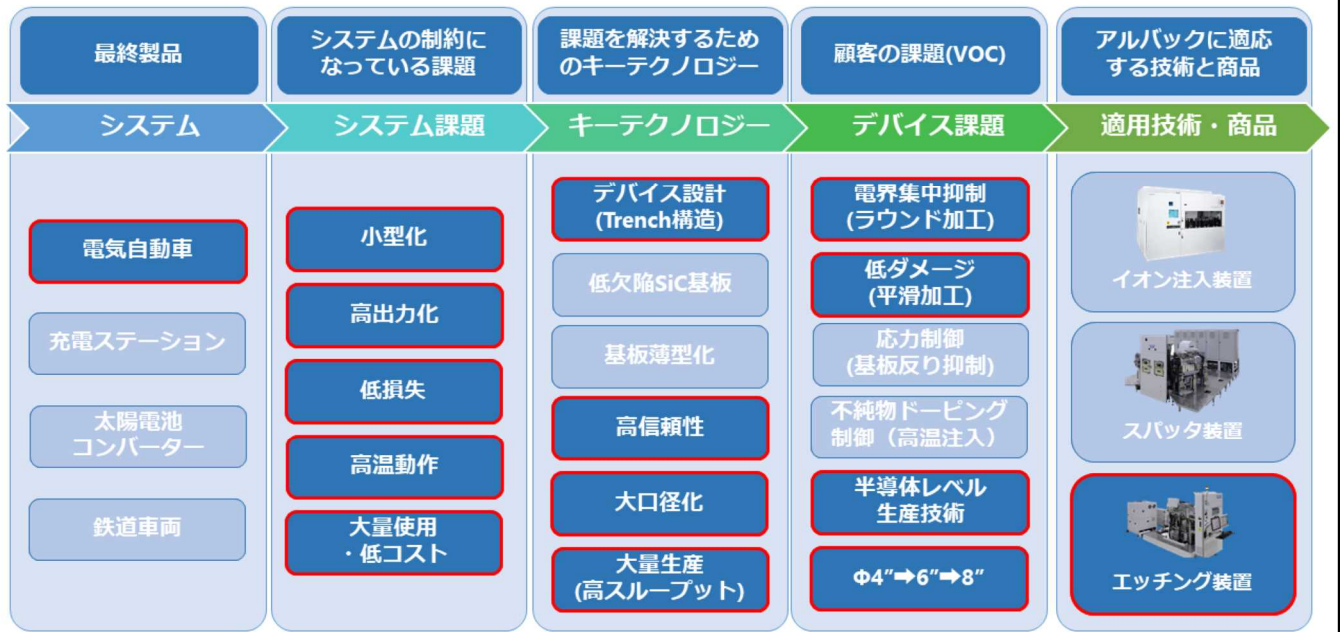 最終製品
システムの制約に
なっている課題
課題を解決するため
のキーテクノロジー
顧客の課題(VOC)
アルバックに適応
する技術と商品
システム
システム課題
キーテクノロジー
デバイス課題
適用技術・商品
電気自動車
充電ステーション
太陽電池
コンバーター
鉄道車両
小型化
高出力化
低損失
高温動作
大量使用
・低コスト
デバイス設計
(Trench構造)
低欠陥SiC基板
基板薄型化
高信頼性
大口径化
大量生産
(高スループット)
電界集中抑制
(ラウンド加工)
低ダメージ
(平滑加工)
応力制御
(基板反り抑制)
不純物ドーピング
制御（高温注入）
半導体レベル
生産技術
Φ4”➡6”➡8”
イオン注入装置
スパッタ装置
エッチング装置